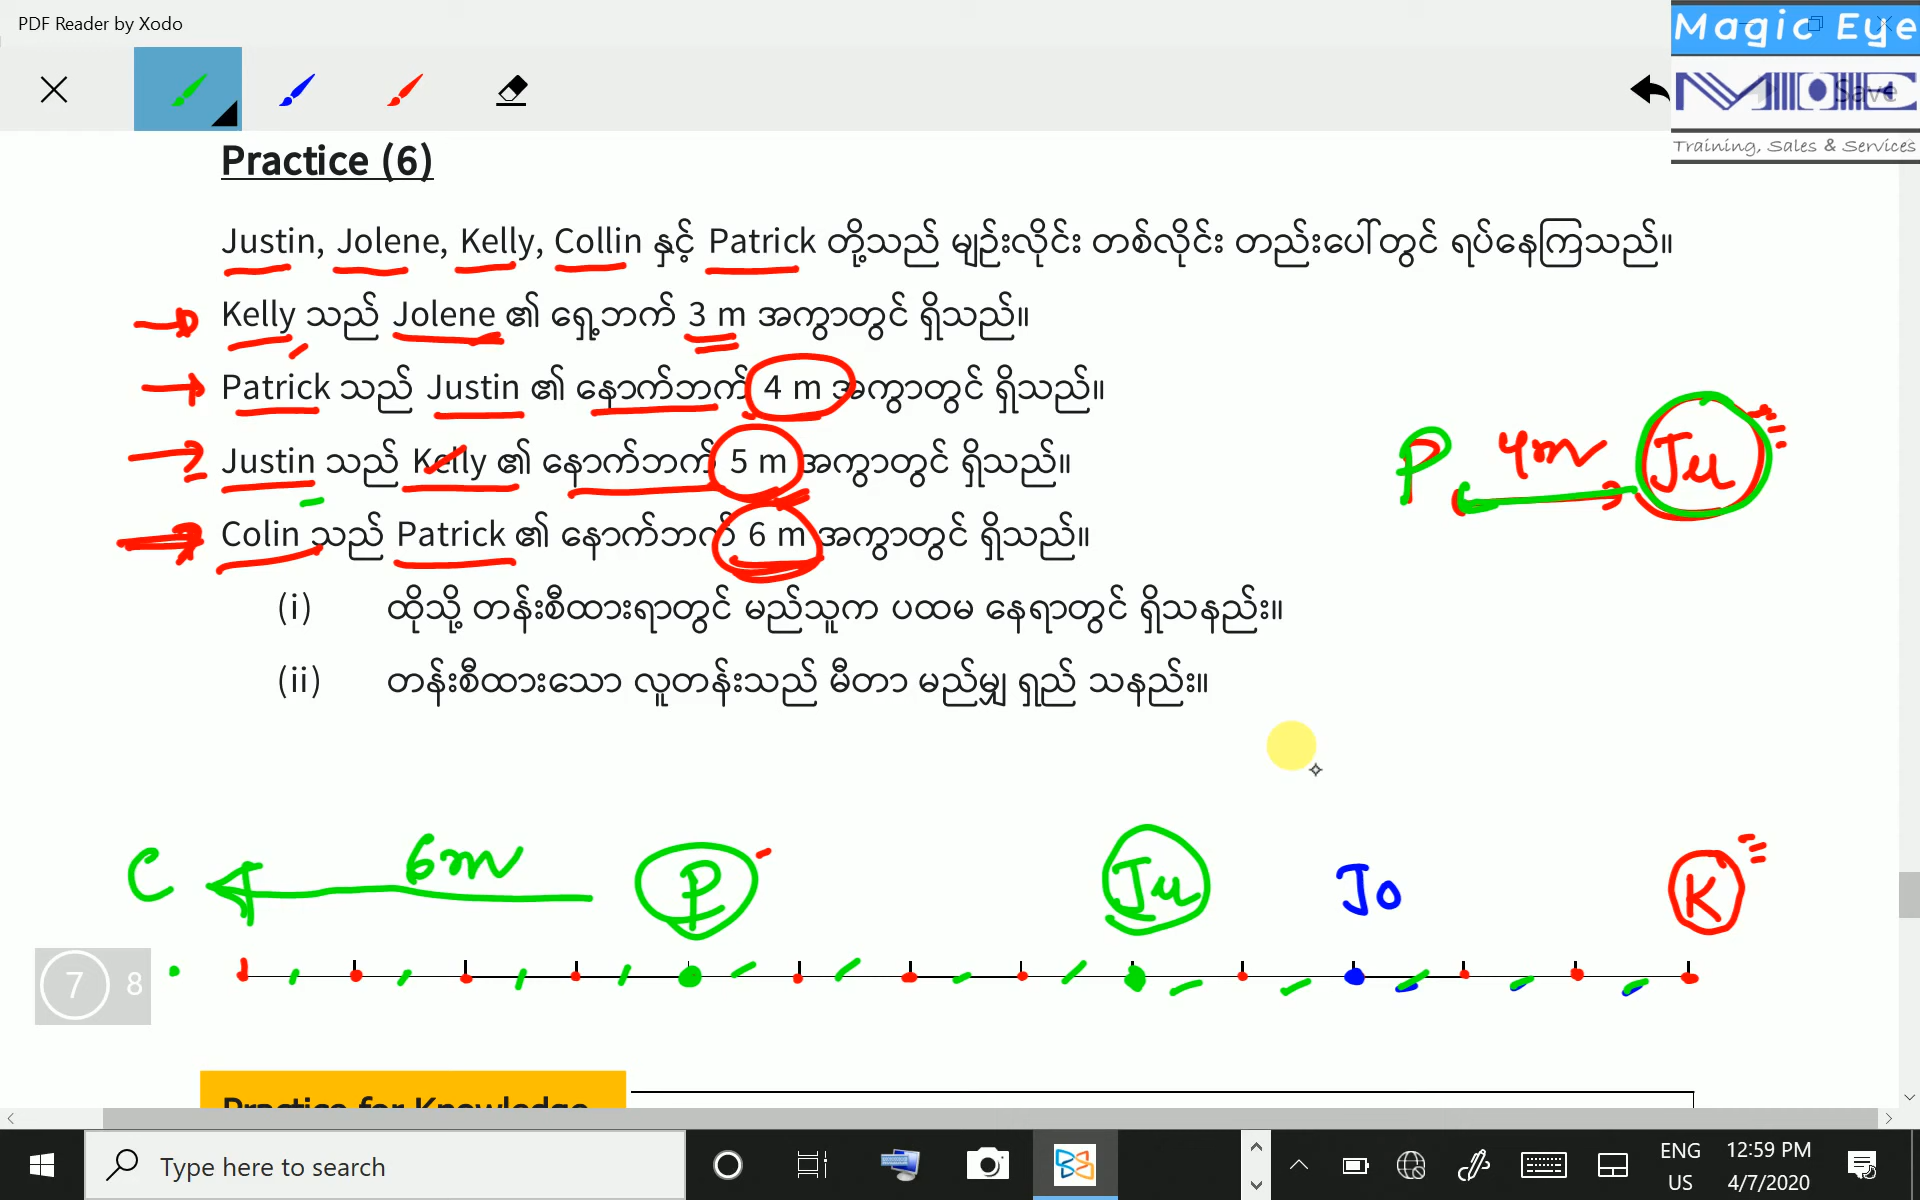 PDF Reader by Xodo
Magic Eye
Save
Training, Sales & Services
Practice (6)
Justin, Jolene, Kelly, Collin နှင့် Patrick တို့သည် မျဉ်းလိုင်း တစ်လိုင်း တည်းပေါ်တွင် ရပ်နေကြသည်။
Kelly သည် Jolene ၏ ရှေ့ဘက် 3 m အကွာတွင် ရှိသည်။
Patrick သည် Justin ၏ နောက်ဘက် 4 m အကွာတွင် ရှိသည်။
Justin သည် Kelly ၏ နောက်ဘက် 5 m အကွာတွင် ရှိသည်။
Colin သည် Patrick ၏ နောက်ဘက် 6 m အကွာတွင် ရှိသည်။
P 4m Ju
(i) ထိုသို့ တန်းစီထားရာတွင် မည်သူက ပထမ နေရာတွင် ရှိသနည်း။
(ii) တန်းစီထားသော လူတန်းသည် မီတာ မည်မျှ ရှည် သနည်း။
C 6m P Ju Jo K
7 8
Practice for Knowledge
Type here to search
ENG
US
12:59 PM
4/7/2020